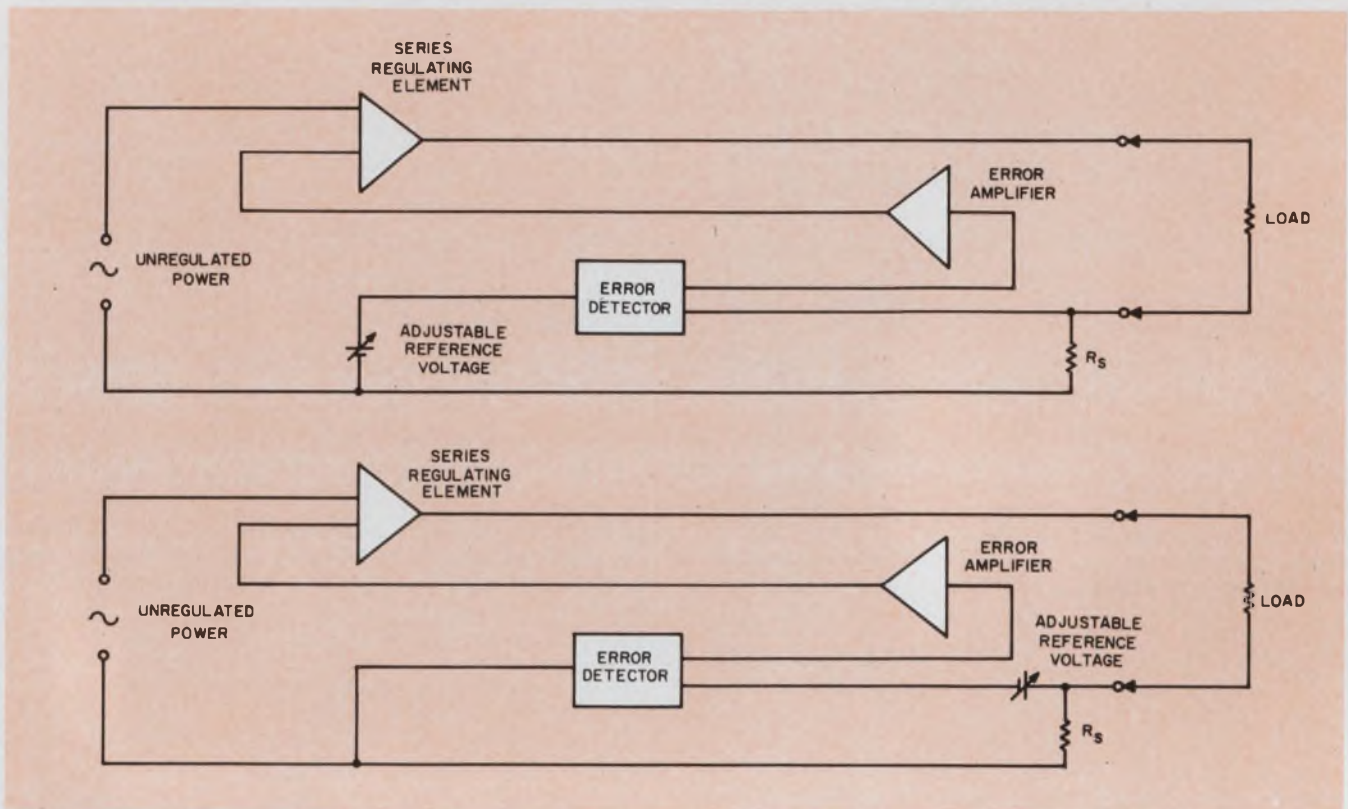 SERIES
REGULATING
ELEMENT
ERROR
AMPLIFIER
LOAD
UNREGULATED
POWER
ERROR
DETECTOR
ADJUSTABLE
REFERENCE
VOLTAGE
RS
SERIES
REGULATING
ELEMENT
ERROR
AMPLIFIER
LOAD
UNREGULATED
POWER
ADJUSTABLE
REFERENCE
VOLTAGE
ERROR
DETECTOR
RS